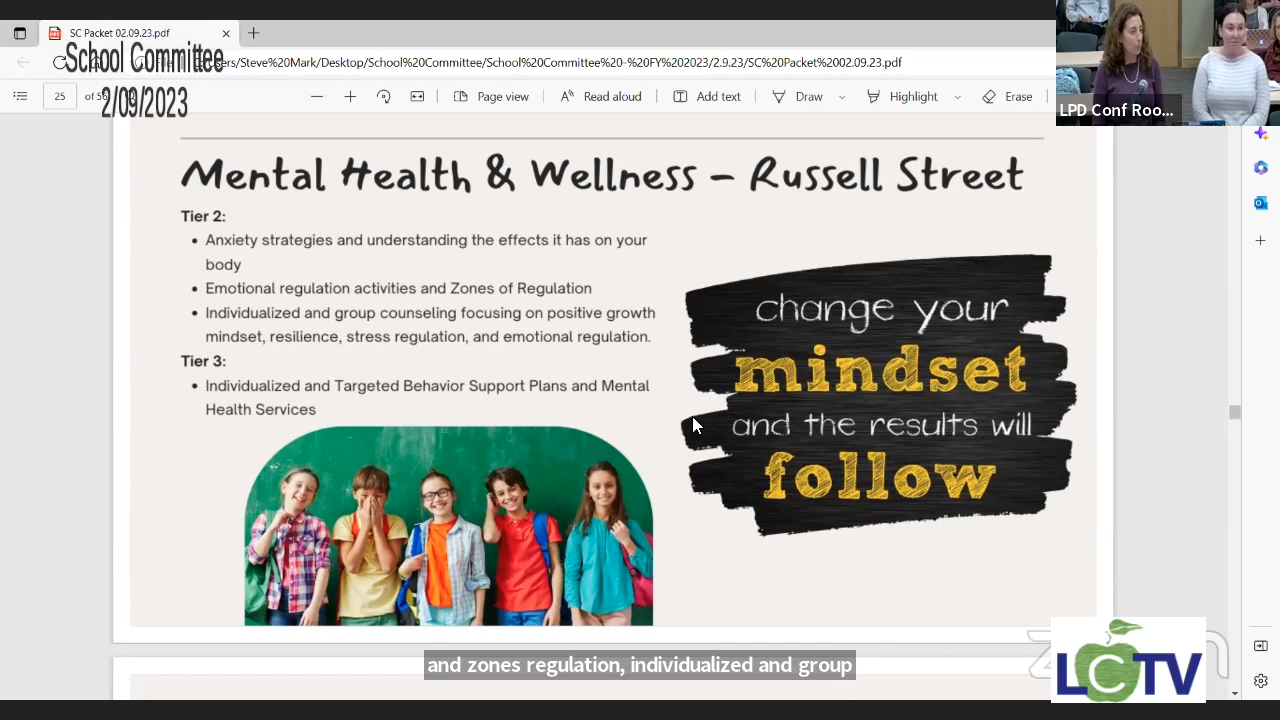 SC Packet 02.09.23.pdf
School Committee
2/09/2023
ers/Steve%20Mark/Desktop/School%20Committee/School%20Committee%20-%20FY%202023/2.9.23/SC%20Packet%2002.09.23.pdf
25
Page view
Read aloud
Add text
Draw
Highlight
Erase
LPD Conf Roo...
Mental Health & Wellness – Russell Street
Tier 2:
• Anxiety strategies and understanding the effects it has on your
body
• Emotional regulation activities and Zones of Regulation
• Individualized and group counseling focusing on positive growth
mindset, resilience, stress regulation, and emotional regulation.
Tier 3:
• Individualized and Targeted Behavior Support Plans and Mental
Health Services
change your
mindset
and the results will
follow
and zones regulation, individualized and group
LCTV